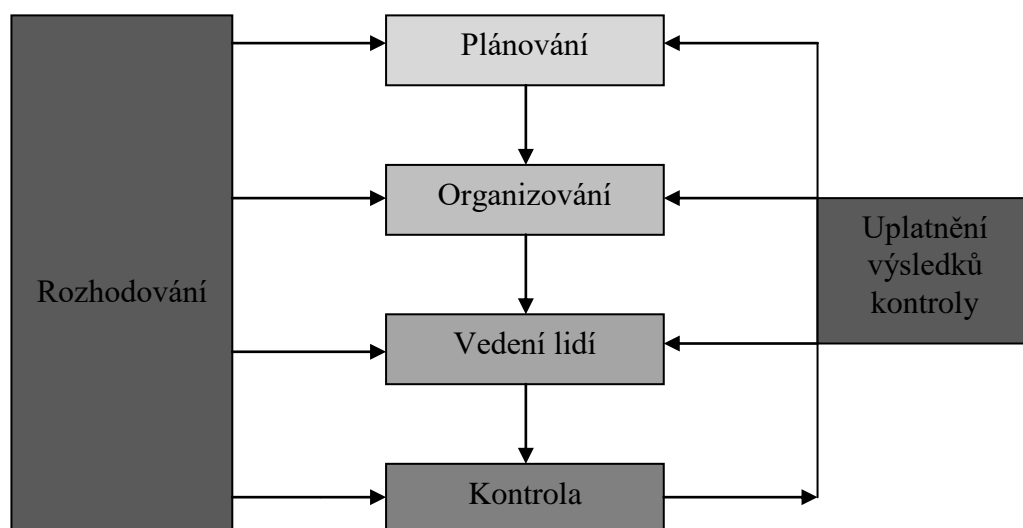 Plánování
Organizování
Rozhodování
Uplatnění
výsledků
kontroly
Vedení lidí
Kontrola